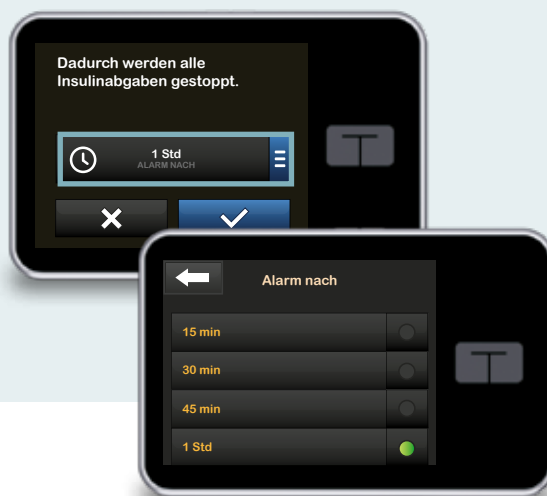 Dadurch werden alle
Insulinabgaben gestoppt.
1 Std
ALARM NACH
Alarm nach
15 min
30 min
45 min
1 Std